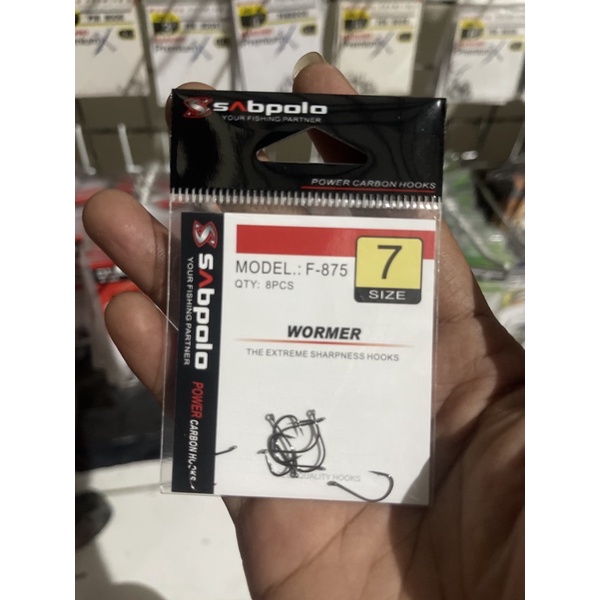 sabpolo
YOUR FISHING PARTNER
POWER CARBON HOOKS
MODEL.: F-875
QTY: 8PCS
7
SIZE
WORMER
THE EXTREME SHARPNESS HOOKS
QUALITY HOOKS
sabpolo
YOUR FISHING PARTNER
POWER CARBON HOOKS